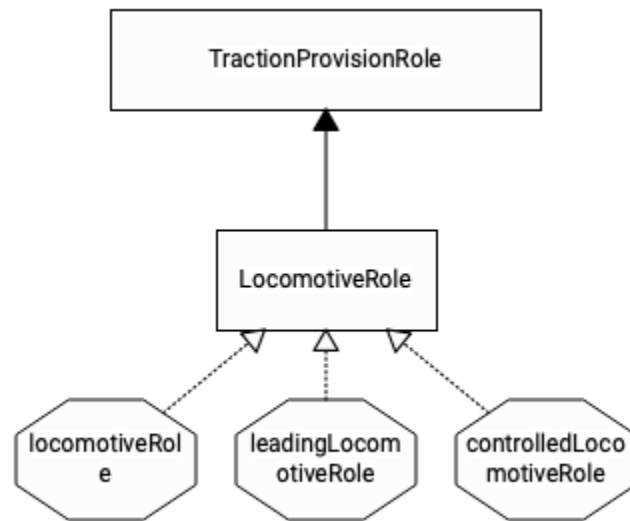 TractionProvisionRole
LocomotiveRole
locomotiveRol
e
leadingLocom
otiveRole
controlledLoco
motiveRole